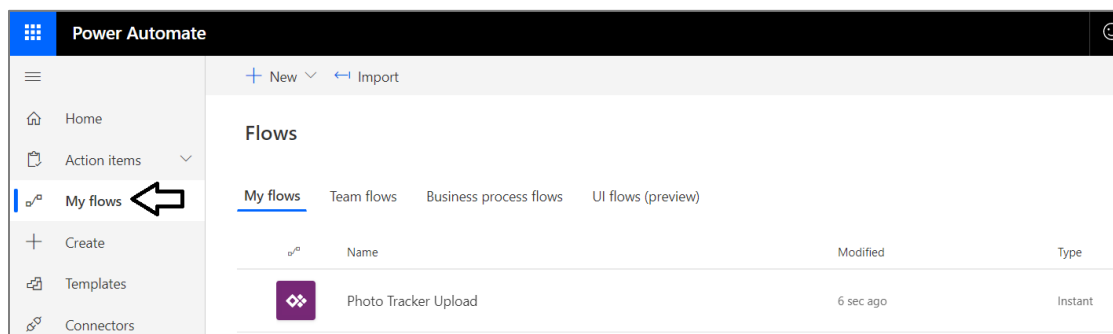 Power Automate
New
Import
Home
Action items
My flows
Create
Templates
Connectors
Flows
My flows Team flows Business process flows UI flows (preview)
Name Modified Type
Photo Tracker Upload 6 sec ago Instant